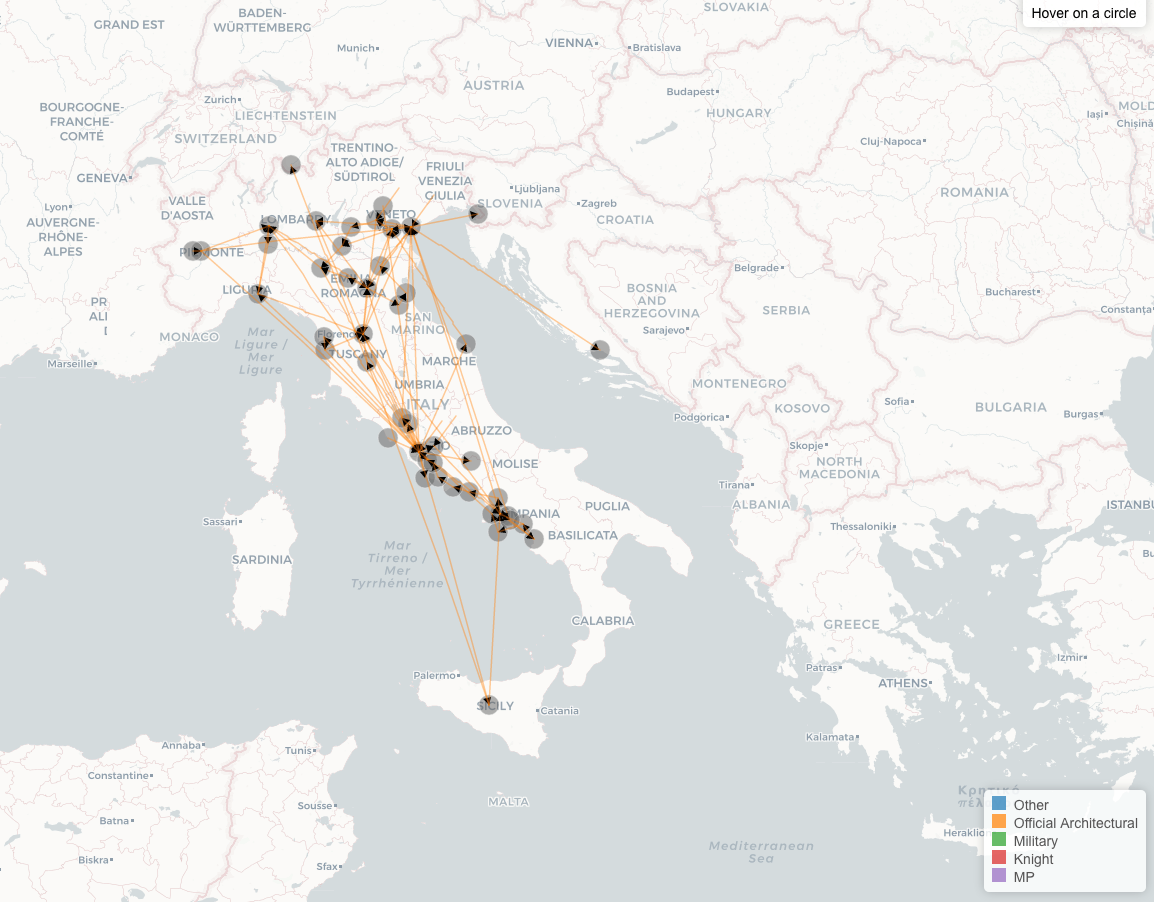 SLOVAKIA
Hover on a circle
BADEN-
WÜRTTEMBERG
GRAND EST
Munich
VIENNA
Bratislava
AUSTRIA
Budapest
HUNGARY
MOLD
Iași
Chișină
BOURGOGNE-
FRANCHE-
COMTÉ
Zurich
LIECHTENSTEIN
SWITZERLAND
TRENTINO-
ALTO ADIGE/
SÜDTIROL
Cluj-Napoca
GENEVA
FRIULI
VENEZIA
GIULIA
Ljubljana
SLOVENIA
Zagreb
ROMANIA
VALLE
D'AOSTA
Lyon
AUVERGNE-
RHÔNE-
ALPES
LOMBARDY
VENETO
CROATIA
PIEMONTE
Belgrade
LIGURIA
EMILIA
ROMAGNA
BOSNIA
AND
HERZEGOVINA
Bucharest
PR
ALI
[
SERBIA
Constanța
SAN
MARINO
Sarajevo
MONACO
Mar
Ligure /
Mer
Ligure
Florence
TUSCANY
MARCHE
Marseille
UMBRIA
MONTENEGRO
ITALY
KOSOVO
Sofia
BULGARIA
Podgorica
Burgas
ABRUZZO
Skopje
MOLISE
NORTH
MACEDONIA
Tirana
ALBANIA
PUGLIA
ISTANBU
MPANIA
Sassari
Thessaloniki
BASILICATA
Bu
SARDINIA
Mar
Tirreno /
Mer
Tyrrhénienne
CALABRIA
GREECE
Izmir
Patras
Palermo
ATHENS
SICILY
Catania
Kalamata
Annaba
Tunis
Constantine
Κρητικό
πέλ
MALTA
Sousse
Batna
Heraklio
Mediterranean
Sea
Biskra
Sfax
Other
Official Architectural
Military
Knight
MP